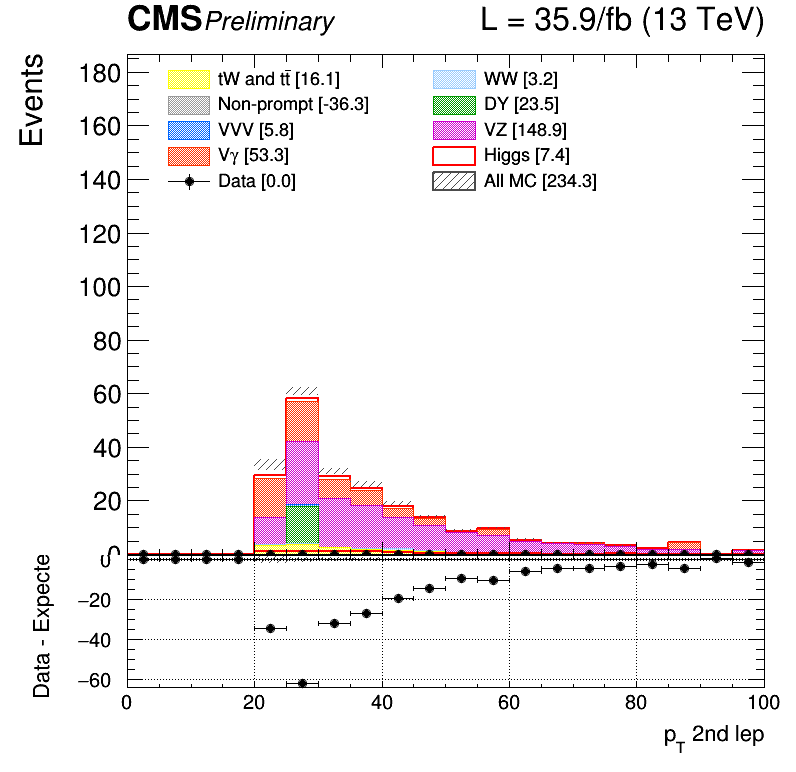 CMS Preliminary L = 35.9/fb (13 TeV)
Events
180
160
140
120
100
80
60
40
20
0
tW and tt̄ [16.1]
Non-prompt [-36.3]
VVV [5.8]
Vγ [53.3]
Data [0.0]
WW [3.2]
DY [23.5]
VZ [148.9]
Higgs [7.4]
All MC [234.3]
Data - Expecte
0
−20
−40
−60
0 20 40 60 80 100
pT 2nd lep